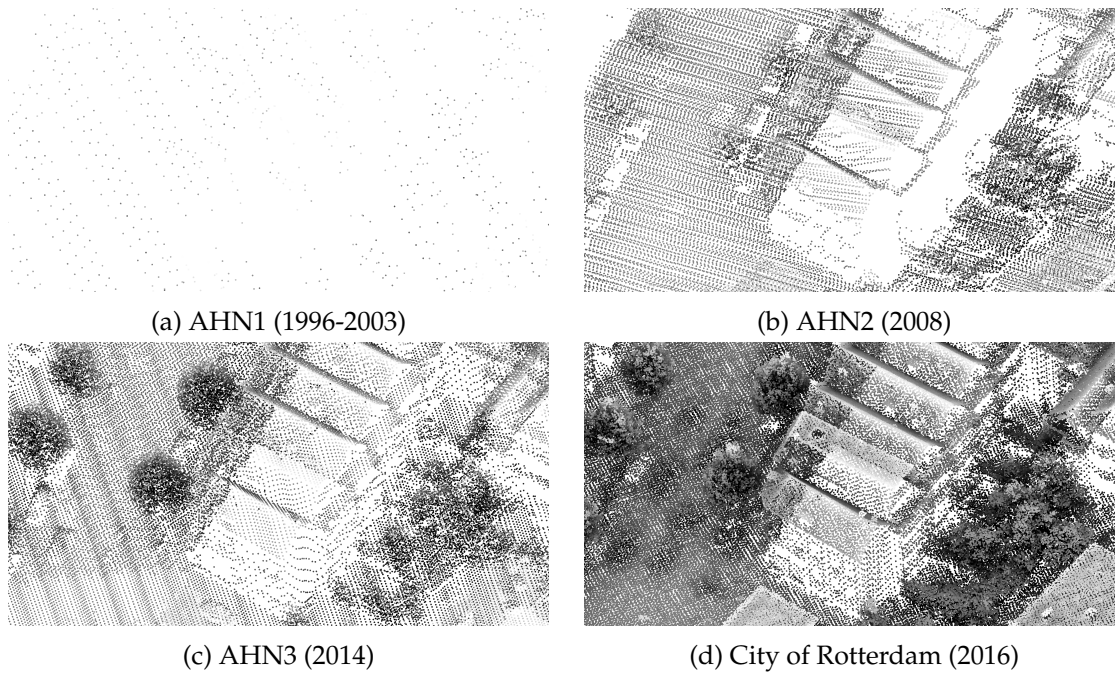 (a) AHN1 (1996-2003)
(b) AHN2 (2008)
(c) AHN3 (2014)
(d) City of Rotterdam (2016)